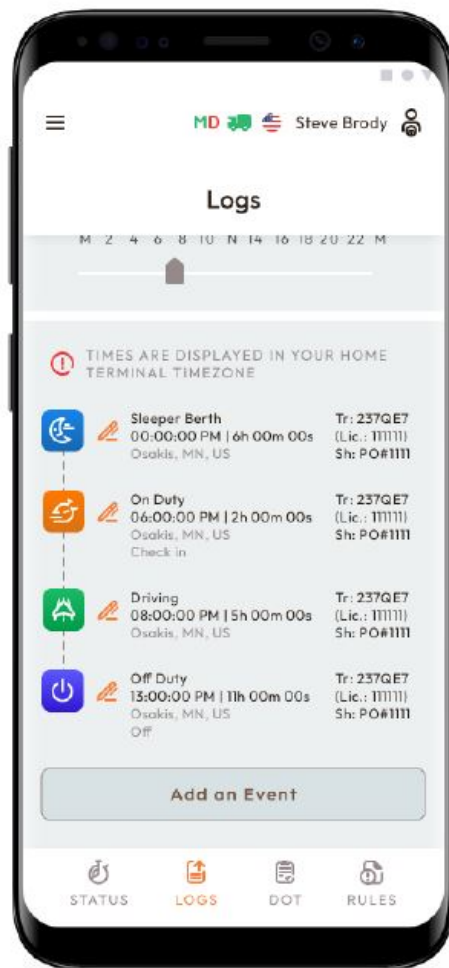 MD Steve Brody
Logs
M 2 4 6 8 10 N 14 16 18 20 22 M
TIMES ARE DISPLAYED IN YOUR HOME
TERMINAL TIMEZONE
Sleeper Berth
00:00:00 PM | 6h 00m 00s
Osakis, MN, US
Tr: 237QE7
(Lic.: 111111)
Sh: PO#1111
On Duty
06:00:00 PM | 2h 00m 00s
Osakis, MN, US
Check in
Tr: 237QE7
(Lic.: 111111)
Sh: PO#1111
Driving
08:00:00 PM | 5h 00m 00s
Osakis, MN, US
Tr: 237QE7
(Lic.: 111111)
Sh: PO#1111
Off Duty
13:00:00 PM | 11h 00m 00s
Osakis, MN, US
Off
Tr: 237QE7
(Lic.: 111111)
Sh: PO#1111
Add an Event
STATUS LOGS DOT RULES